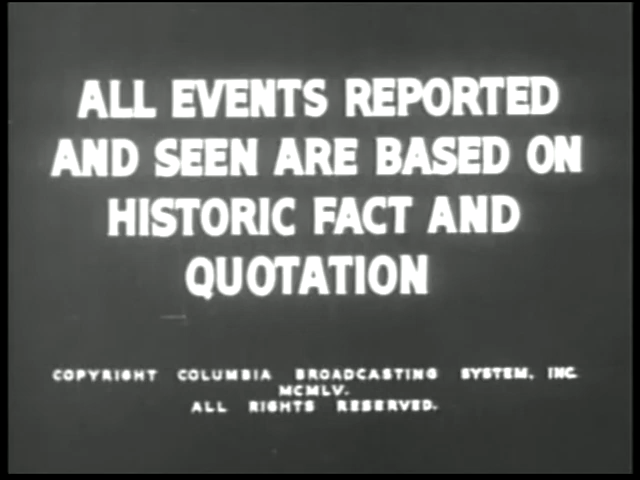 ALL EVENTS REPORTED
AND SEEN ARE BASED ON
HISTORIC FACT AND
QUOTATION
COPYRIGHT COLUMBIA BROADCASTING SYSTEM, INC.
MCMLV.
ALL RIGHTS RESERVED.